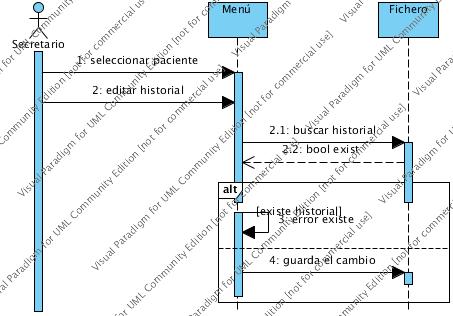 Menú
Fichero
Secretario
1: seleccionar paciente
2: editar historial
2.1: buscar historial
2.2: bool exist
alt
[existe historial]
3: error existe
4: guarda el cambio
Visual Paradigm for UML Community Edition [not for commercial use]